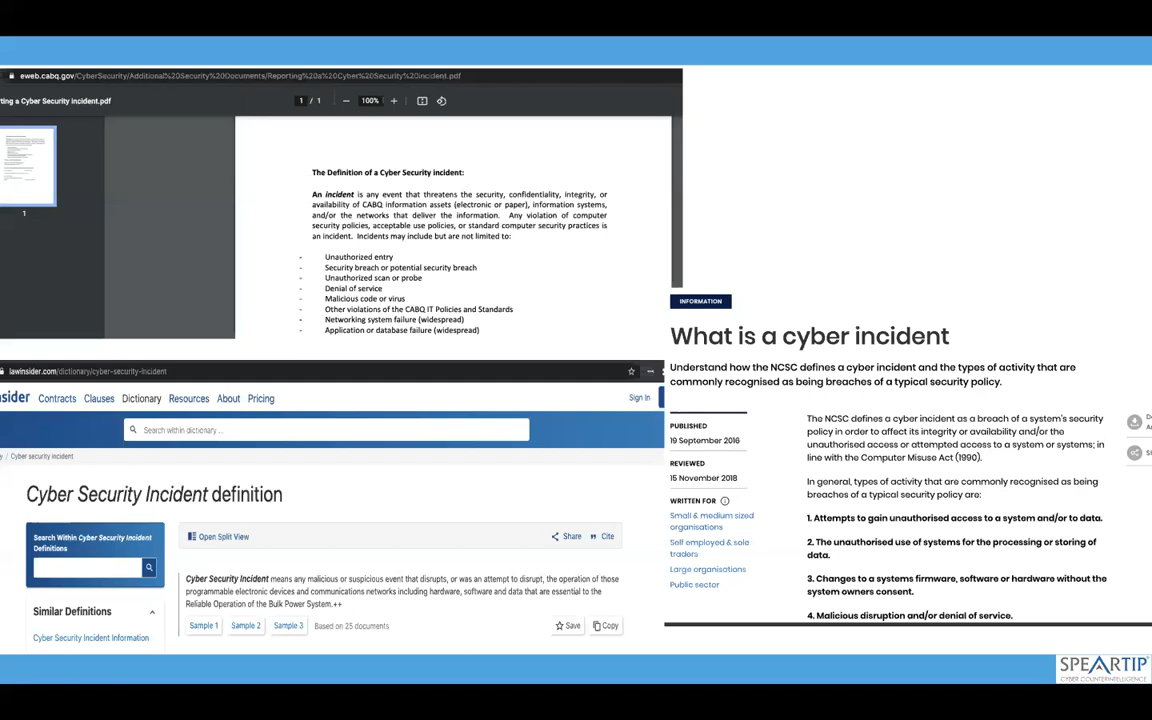 eweb.cabq.gov/CyberSecurity/Additional%20Security%20Documents/Reporting%20a%20Cyber%20Security%20incident.pdf
ting a Cyber Security incident.pdf
1 / 1
100%
1
The Definition of a Cyber Security incident:
An incident is any event that threatens the security, confidentiality, integrity, or
availability of CABQ information assets (electronic or paper), information systems,
and/or the networks that deliver the information. Any violation of computer
security policies, acceptable use policies, or standard computer security practices is
an incident. Incidents may include but are not limited to:
- Unauthorized entry
- Security breach or potential security breach
- Unauthorized scan or probe
- Denial of service
- Malicious code or virus
- Other violations of the CABQ IT Policies and Standards
- Networking system failure (widespread)
- Application or database failure (widespread)
lawinsider.com/dictionary/cyber-security-incident
nsider Contracts Clauses Dictionary Resources About Pricing Sign In
Search within dictionary...
y / Cyber security incident
Cyber Security Incident definition
Search Within Cyber Security Incident
Definitions
Similar Definitions
Cyber Security Incident Information
Open Split View
Share Cite
Cyber Security Incident means any malicious or suspicious event that disrupts, or was an attempt to disrupt, the operation of those
programmable electronic devices and communications networks including hardware, software and data that are essential to the
Reliable Operation of the Bulk Power System.++
Sample 1 Sample 2 Sample 3 Based on 25 documents Save Copy
INFORMATION
What is a cyber incident
Understand how the NCSC defines a cyber incident and the types of activity that are
commonly recognised as being breaches of a typical security policy.
PUBLISHED
19 September 2016
REVIEWED
15 November 2018
WRITTEN FOR
Small & medium sized
organisations
Self employed & sole
traders
Large organisations
Public sector
The NCSC defines a cyber incident as a breach of a system's security
policy in order to affect its integrity or availability and/or the
unauthorised access or attempted access to a system or systems; in
line with the Computer Misuse Act (1990).
In general, types of activity that are commonly recognised as being
breaches of a typical security policy are:
1. Attempts to gain unauthorised access to a system and/or to data.
2. The unauthorised use of systems for the processing or storing of
data.
3. Changes to a systems firmware, software or hardware without the
system owners consent.
4. Malicious disruption and/or denial of service.
SPEARTIP
CYBER COUNTERINTELLIGENCE